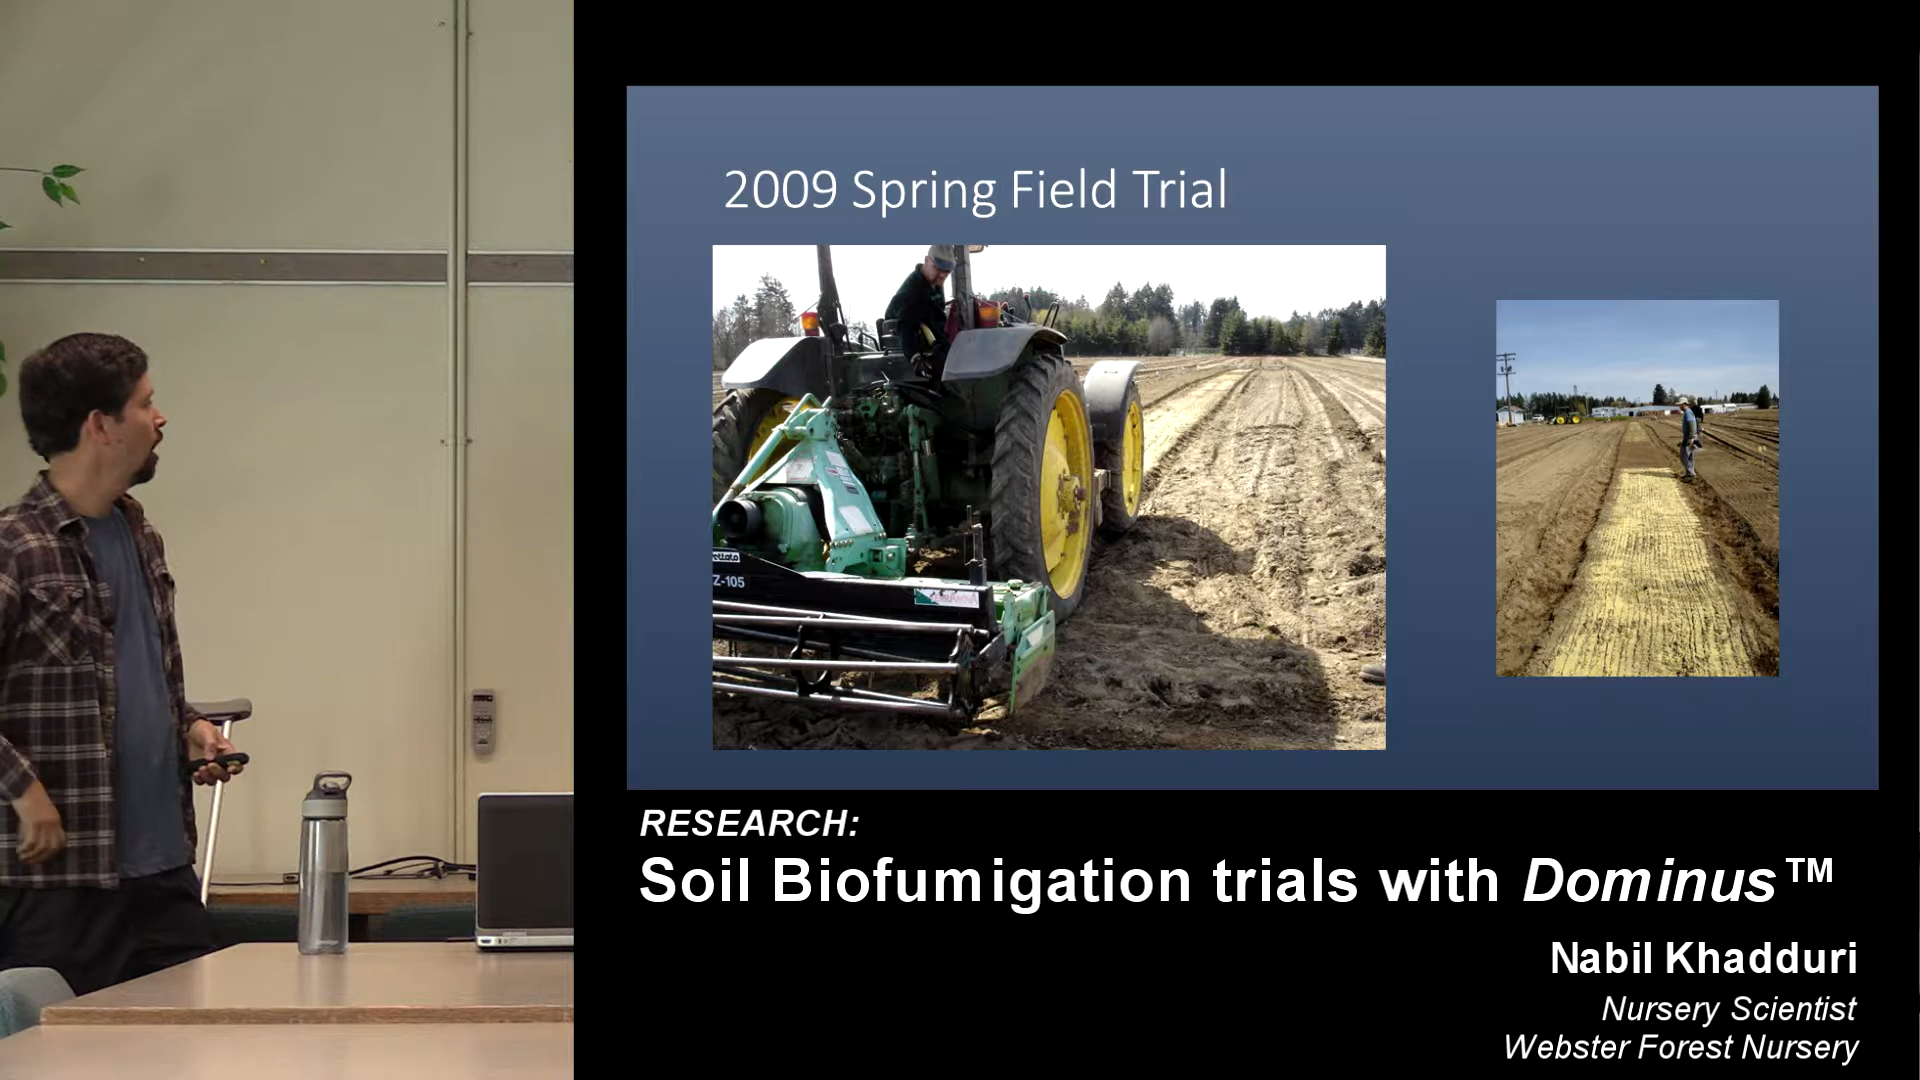 2009 Spring Field Trial
Z-105
RESEARCH:
Soil Biofumigation trials with Dominus™
Nabil Khadduri
Nursery Scientist
Webster Forest Nursery